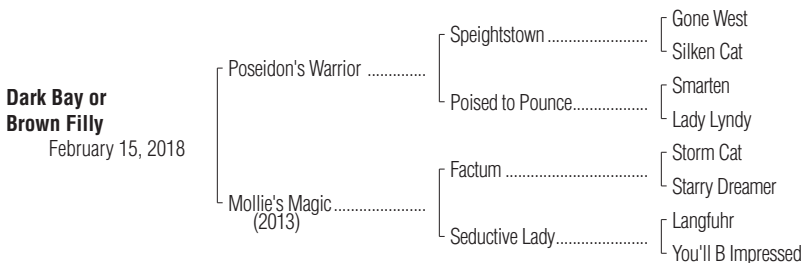 Dark Bay or
Brown Filly
February 15, 2018
Poseidon's Warrior ..............
Mollie's Magic ......................
(2013)
Speightstown ........................
Poised to Pounce..................
Factum ..................................
Seductive Lady......................
Gone West
Silken Cat
Smarten
Lady Lyndy
Storm Cat
Starry Dreamer
Langfuhr
You'll B Impressed